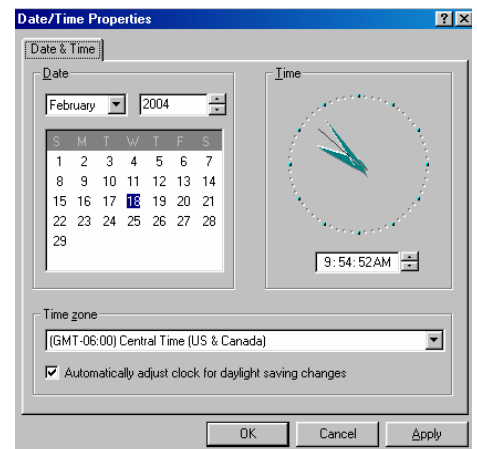 Date/Time Properties
Date & Time
Date
February 2004
S M T W T F S
1 2 3 4 5 6 7
8 9 10 11 12 13 14
15 16 17 18 19 20 21
22 23 24 25 26 27 28
29
Time
9:54:52AM
Time zone
(GMT-06:00) Central Time (US & Canada)
Automatically adjust clock for daylight saving changes
OK Cancel Apply